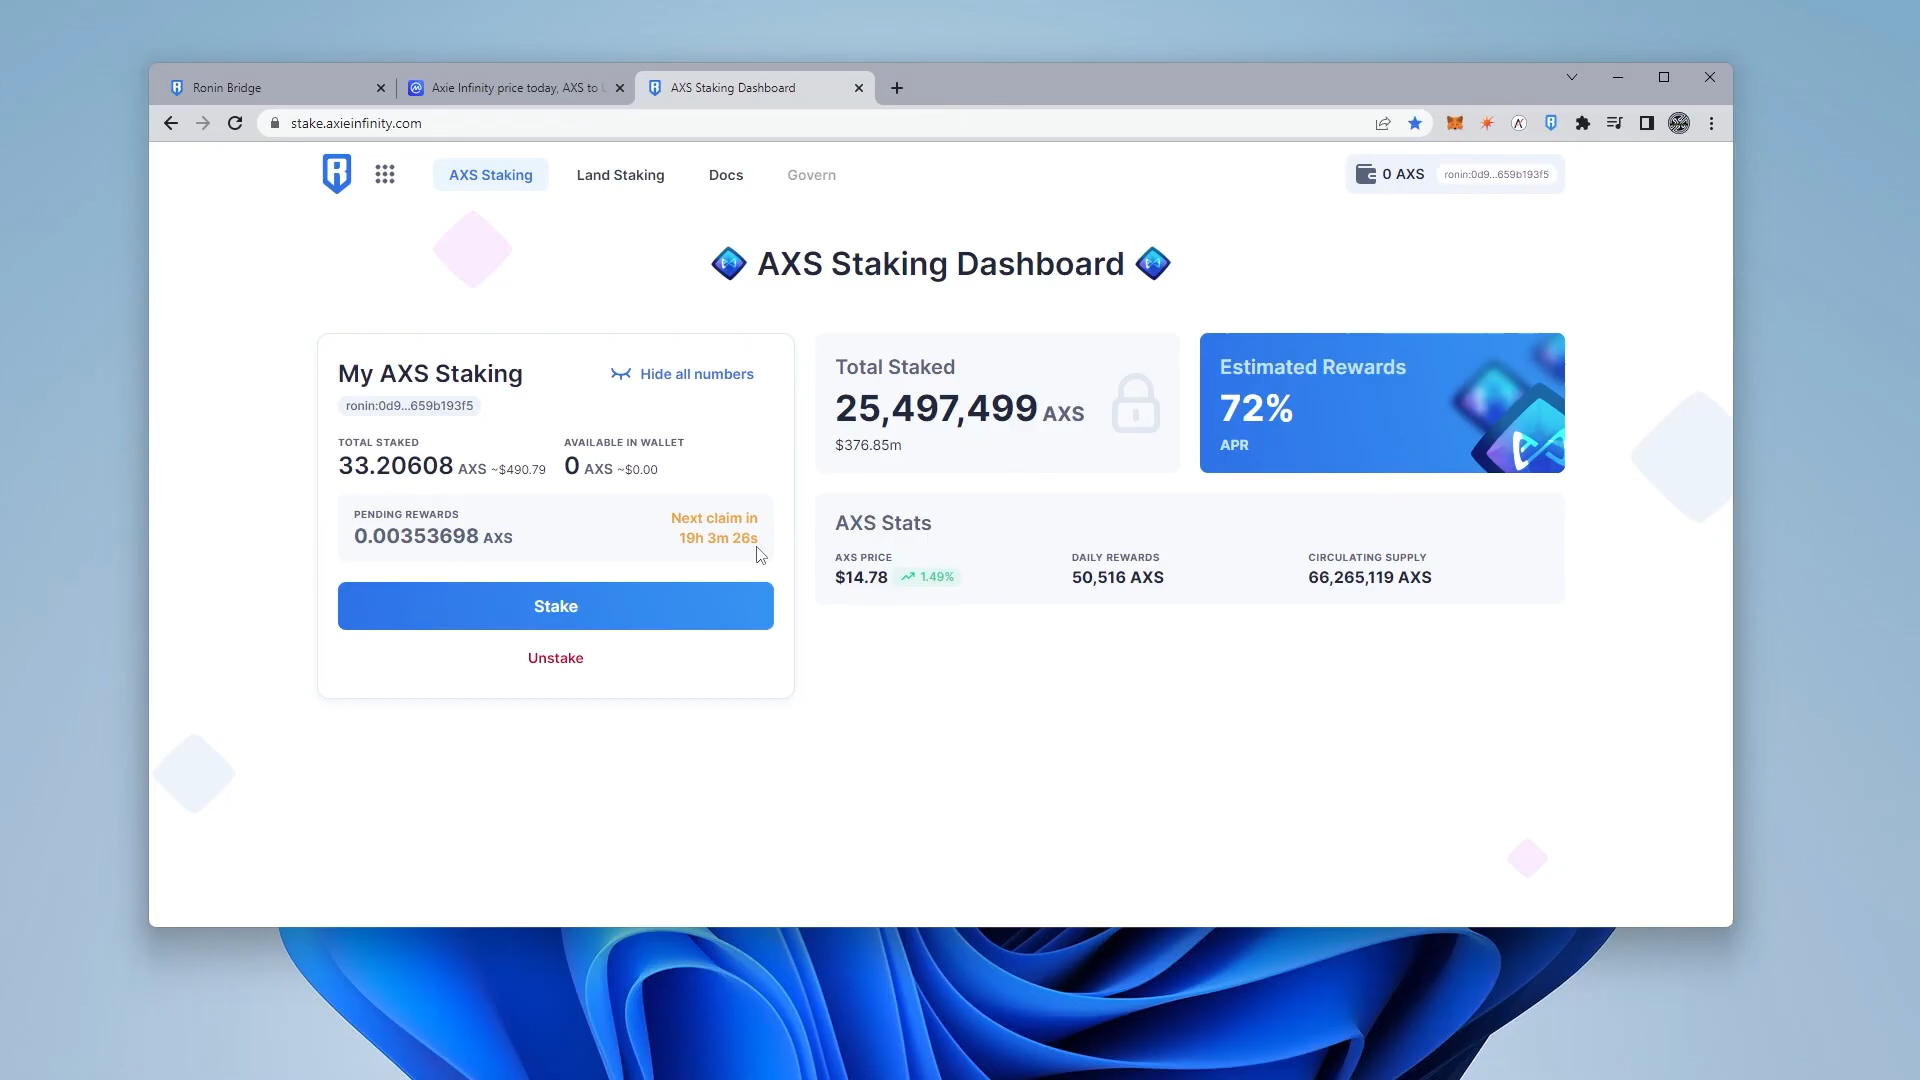 Ronin Bridge
Axie Infinity price today, AXS to
AXS Staking Dashboard
stake.axieinfinity.com
AXS Staking
Land Staking
Docs
Govern
0 AXS
ronin:0d9...659b193f5
AXS Staking Dashboard
My AXS Staking
Hide all numbers
ronin:0d9...659b193f5
TOTAL STAKED
33.20608 AXS ~$490.79
AVAILABLE IN WALLET
0 AXS ~$0.00
PENDING REWARDS
0.00353698 AXS
Next claim in
19h 3m 26s
Stake
Unstake
Total Staked
25,497,499 AXS
$376.85m
Estimated Rewards
72%
APR
AXS Stats
AXS PRICE
$14.78 1.49%
DAILY REWARDS
50,516 AXS
CIRCULATING SUPPLY
66,265,119 AXS